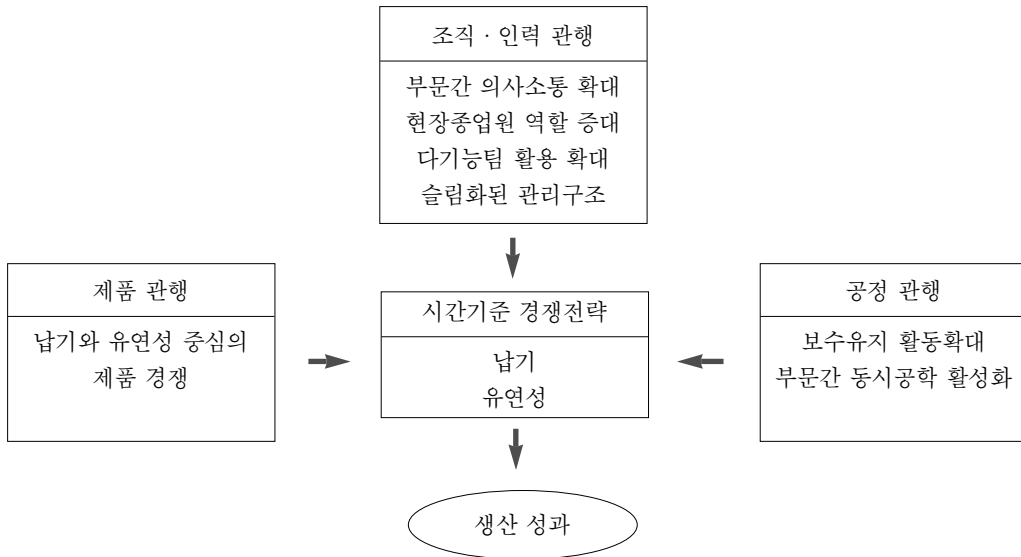 조직 · 인력 관행
부문간 의사소통 확대
현장종업원 역할 증대
다기능팀 활용 확대
슬림화된 관리구조
제품 관행
납기와 유연성 중심의
제품 경쟁
시간기준 경쟁전략
납기
유연성
공정 관행
보수유지 활동확대
부문간 동시공학 활성화
생산 성과